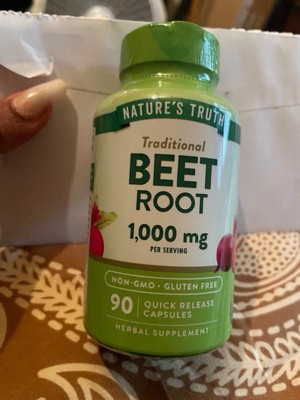 NATURE'S TRUTH
Traditional
BEET
ROOT
1,000 mg
PER SERVING
NON-GMO • GLUTEN FREE
90 QUICK RELEASE
CAPSULES
HERBAL SUPPLEMENT